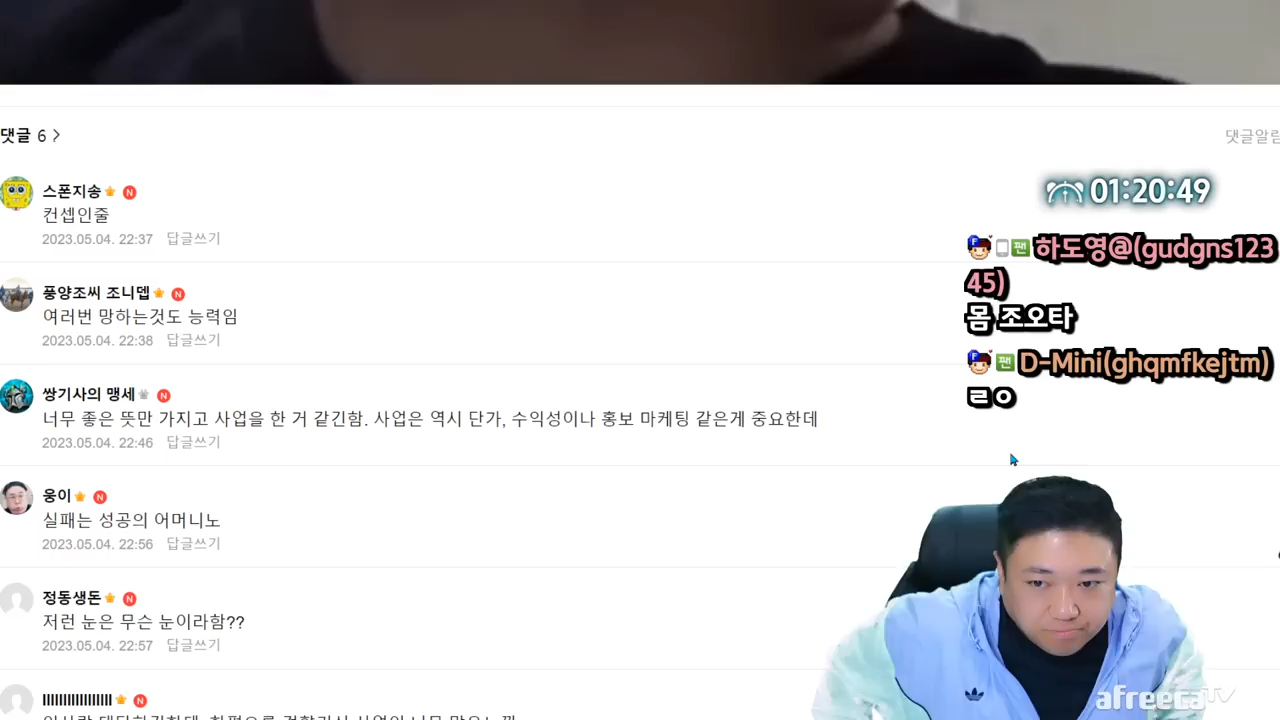 댓글 6 >
댓글알림
스폰지송 N
컨셉인줄
2023.05.04. 22:37 답글쓰기
풍양조씨 조니뎁 N
여러번 망하는것도 능력임
2023.05.04. 22:38 답글쓰기
쌍기사의 맹세 N
너무 좋은 뜻만 가지고 사업을 한 거 같긴함. 사업은 역시 단가, 수익성이나 홍보 마케팅 같은게 중요한데
2023.05.04. 22:46 답글쓰기
웅이 N
실패는 성공의 어머니노
2023.05.04. 22:56 답글쓰기
정동생돈 N
저런 눈은 무슨 눈이라함??
2023.05.04. 22:57 답글쓰기
llllllllllllllll N
01:20:49
F 팬 하도영@(gudgns123
45)
몸 조오타
F 팬 D-Mini(ghqmfkejtm)
ㄹㅇ
afreecaTV